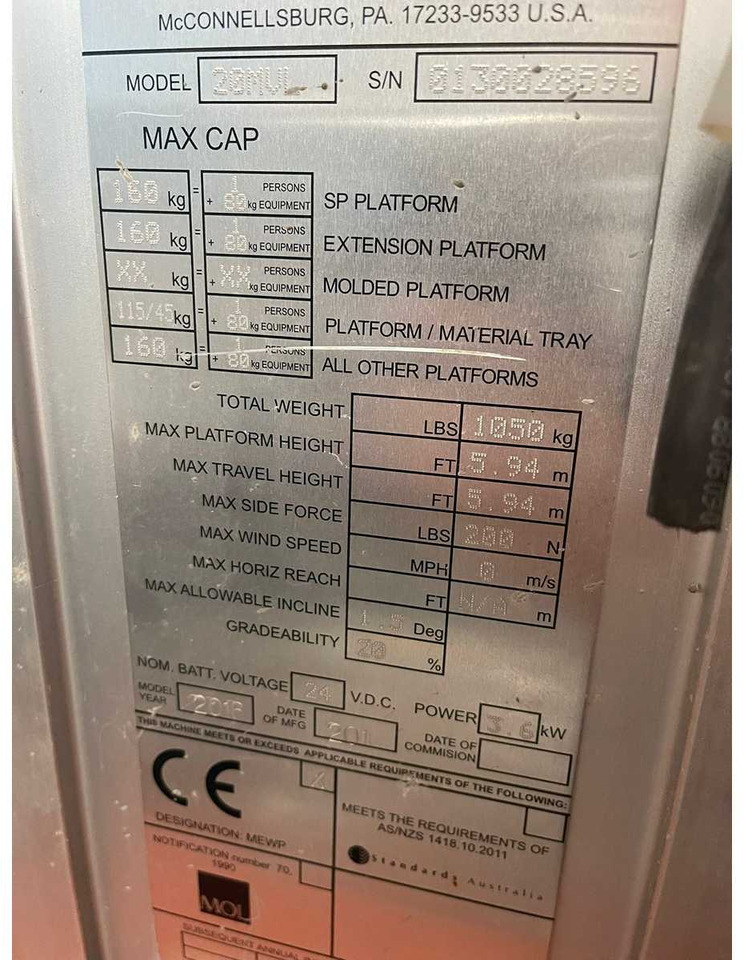 McCONNELLSBURG, PA. 17233-9533 U.S.A.
MODEL 20MVL S/N 0130028596
MAX CAP
160 kg = 1 PERSONS + 80 kg EQUIPMENT SP PLATFORM
160 kg = 1 PERSONS + 80 kg EQUIPMENT EXTENSION PLATFORM
XX kg = PERSONS + XX kg EQUIPMENT MOLDED PLATFORM
115/45 kg = 1 PERSONS + 80 kg EQUIPMENT PLATFORM / MATERIAL TRAY
160 kg = 1 PERSONS + 80 kg EQUIPMENT ALL OTHER PLATFORMS
TOTAL WEIGHT LBS 1050 kg
MAX PLATFORM HEIGHT FT 5.94 m
MAX TRAVEL HEIGHT FT 5.94 m
MAX SIDE FORCE LBS 200 N
MAX WIND SPEED MPH 0 m/s
MAX HORIZ REACH FT N/A m
MAX ALLOWABLE INCLINE 1.5 Deg
GRADEABILITY 20 %
NOM. BATT. VOLTAGE 24 V.D.C. POWER 3.6 kW
MODEL YEAR DATE OF MFG DATE OF COMMISION
THIS MACHINE MEETS OR EXCEEDS APPLICABLE REQUIREMENTS OF THE FOLLOWING:
CE X
DESIGNATION: MEWP
NOTIFICATION number 70,
1990
MOL
MEETS THE REQUIREMENTS OF
AS/NZS 1418.10.2011
Standards Australia
SUBSEQUENT ANNUAL